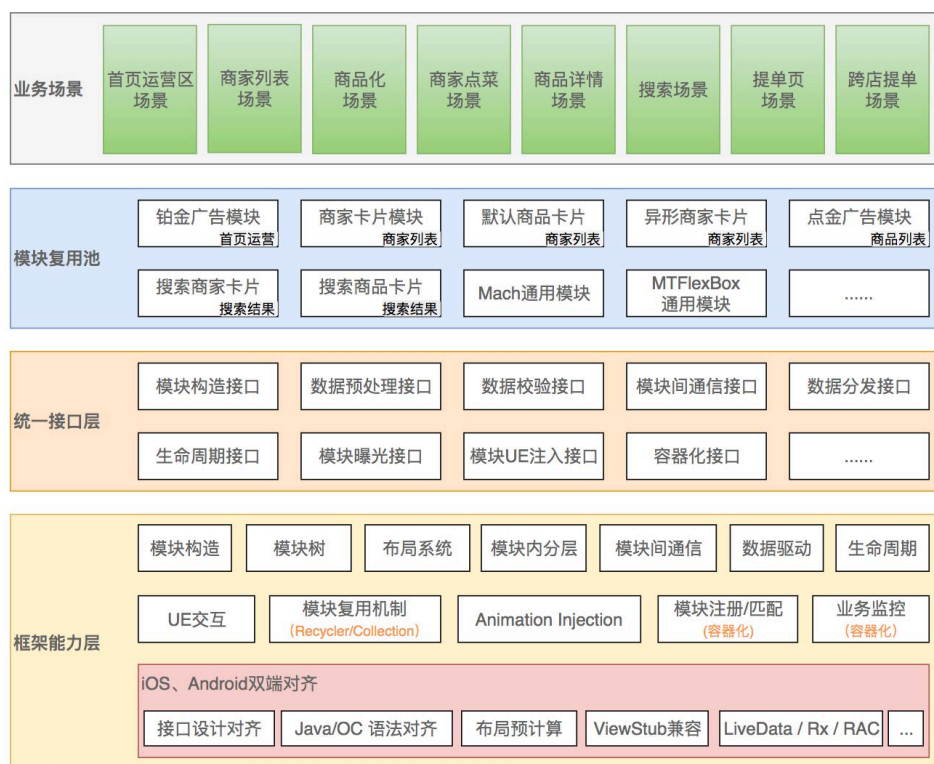 业务场景
首页运营区
场景
商家列表
场景
商品化
场景
商家点菜
场景
商品详情
场景
搜索场景
提单页
场景
跨店提单
场景
模块复用池
铂金广告模块
首页运营
商家卡片模块
商家列表
默认商品卡片
商家列表
异形商家卡片
商家列表
点金广告模块
商品列表
搜索商家卡片
搜索结果
搜索商品卡片
搜索结果
Mach通用模块
MTFlexBox
通用模块
......
统一接口层
模块构造接口
数据预处理接口
数据校验接口
模块间通信接口
数据分发接口
生命周期接口
模块曝光接口
模块UE注入接口
容器化接口
......
框架能力层
模块构造
模块树
布局系统
模块内分层
模块间通信
数据驱动
生命周期
UE交互
模块复用机制
(Recycler/Collection)
Animation Injection
模块注册/匹配
(容器化)
业务监控
(容器化)
iOS、Android双端对齐
接口设计对齐
Java/OC 语法对齐
布局预计算
ViewStub兼容
LiveData / Rx / RAC
...